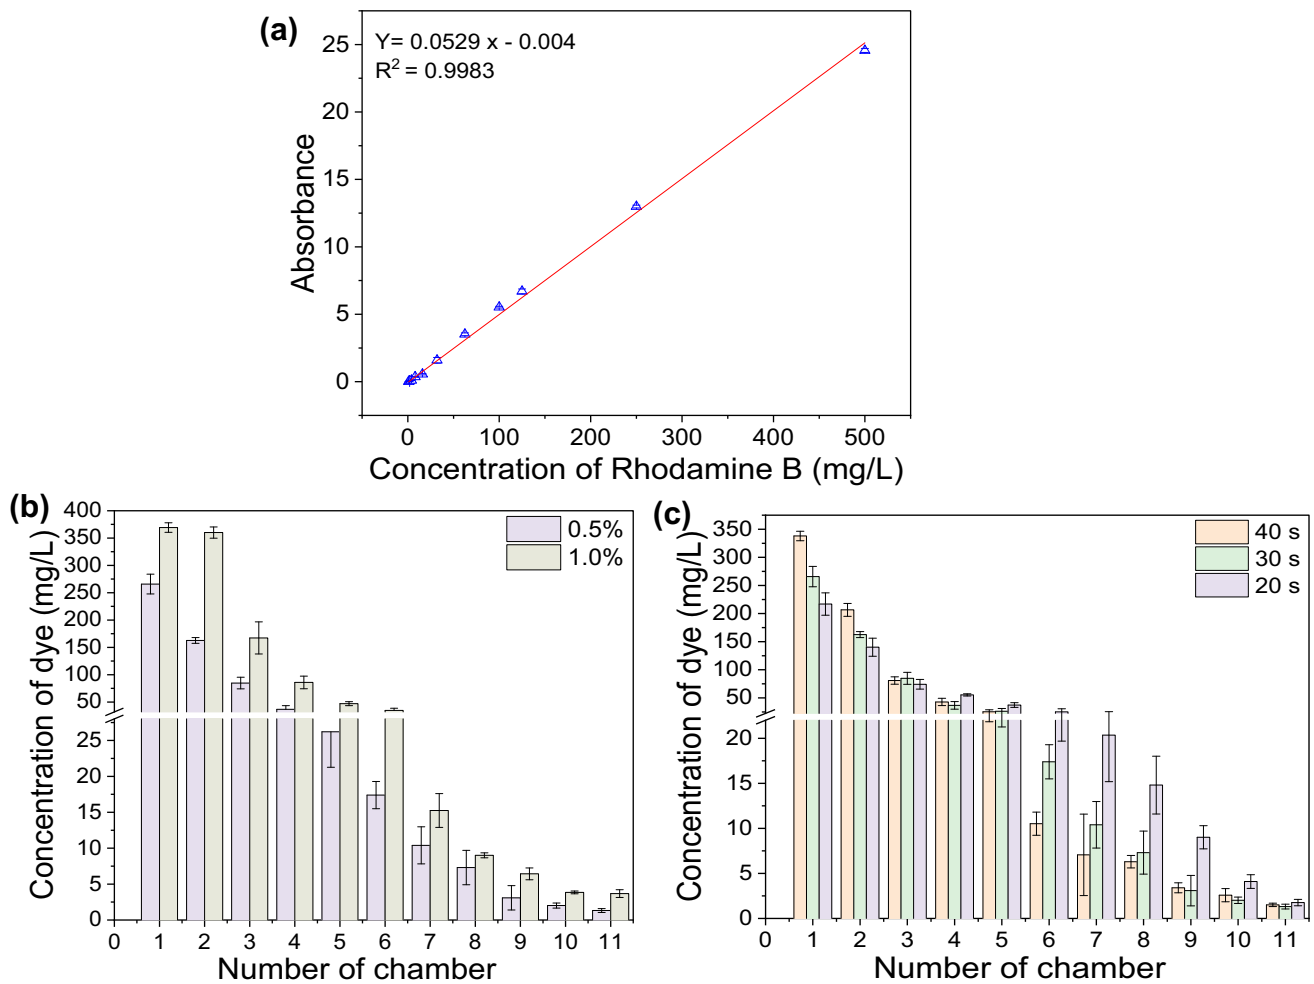 (a)
Y= 0.0529 x - 0.004
R² = 0.9983
25
20
15
10
5
0
Absorbance
0 100 200 300 400 500
Concentration of Rhodamine B (mg/L)
(b)
400
350
300
250
200
150
100
50
25
20
15
10
5
0
Concentration of dye (mg/L)
0.5%
1.0%
0 1 2 3 4 5 6 7 8 9 10 11
Number of chamber
(c)
350
300
250
200
150
100
50
20
15
10
5
0
Concentration of dye (mg/L)
40 s
30 s
20 s
0 1 2 3 4 5 6 7 8 9 10 11
Number of chamber